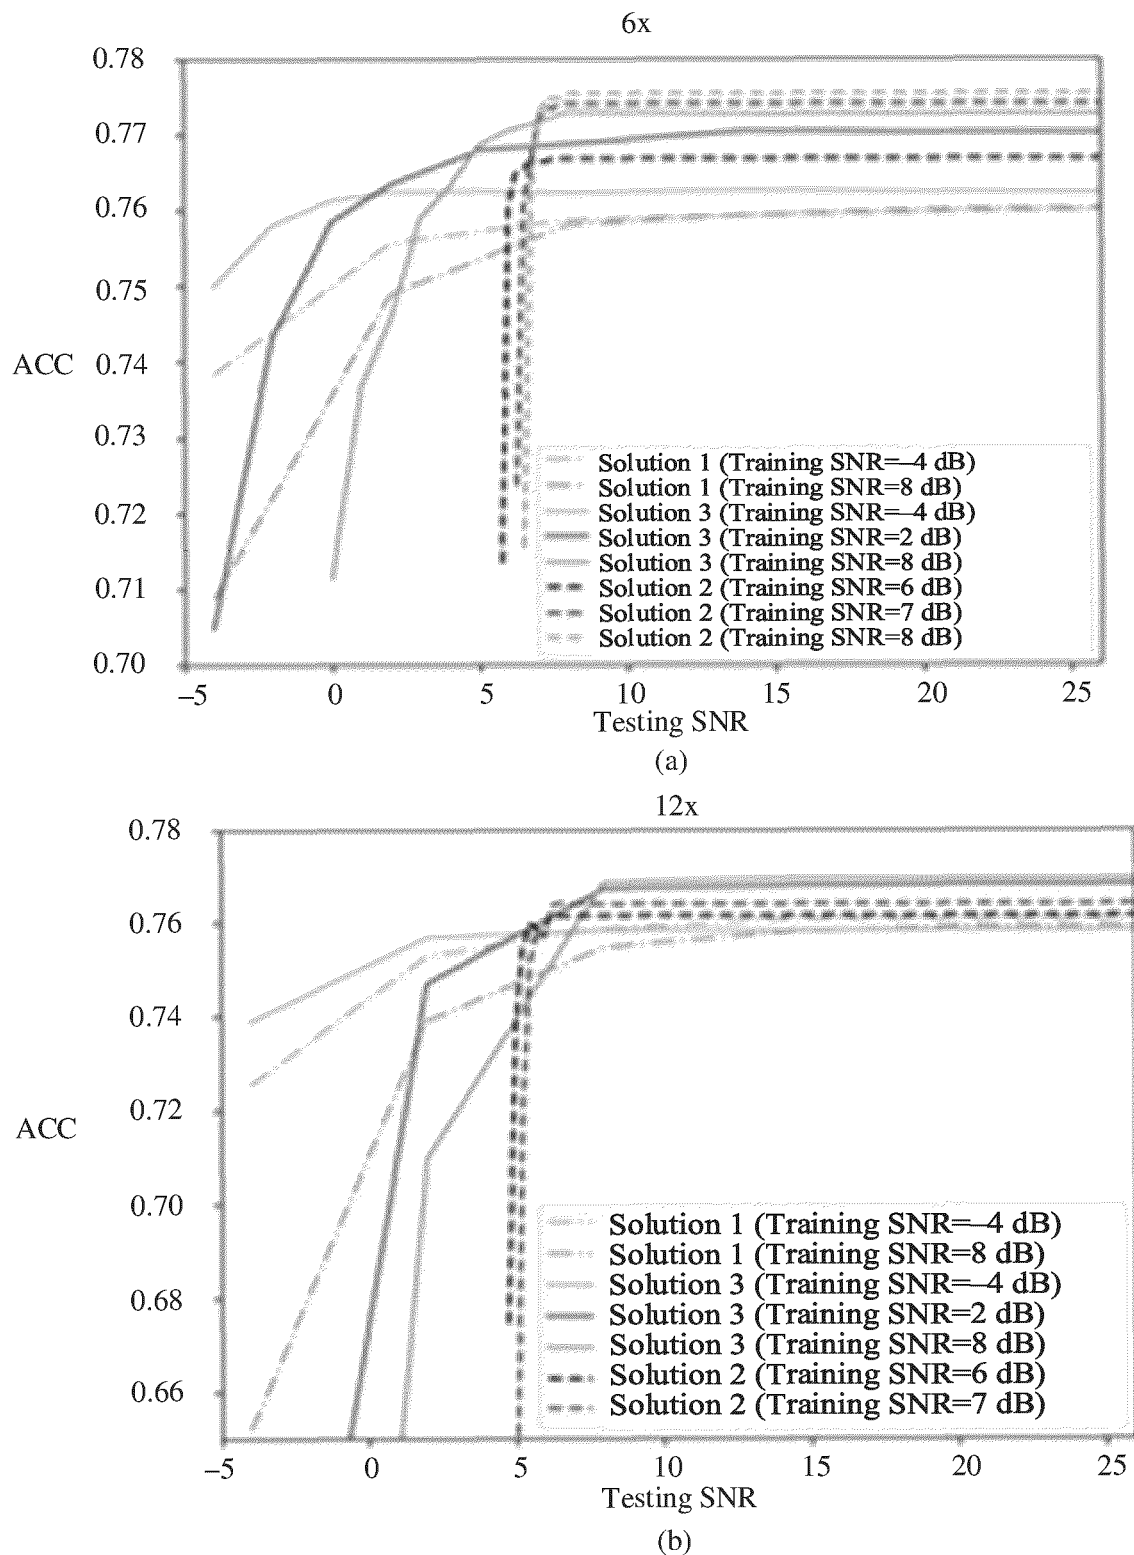 6x
0.78
0.77
0.76
0.75
ACC 0.74
0.73
0.72
0.71
0.70
Solution 1 (Training SNR=–4 dB)
Solution 1 (Training SNR=8 dB)
Solution 3 (Training SNR=–4 dB)
Solution 3 (Training SNR=2 dB)
Solution 3 (Training SNR=8 dB)
Solution 2 (Training SNR=6 dB)
Solution 2 (Training SNR=7 dB)
Solution 2 (Training SNR=8 dB)
–5 0 5 10 15 20 25
Testing SNR
(a)
12x
0.78
0.76
0.74
0.72
ACC
0.70
0.68
0.66
Solution 1 (Training SNR=–4 dB)
Solution 1 (Training SNR=8 dB)
Solution 3 (Training SNR=–4 dB)
Solution 3 (Training SNR=2 dB)
Solution 3 (Training SNR=8 dB)
Solution 2 (Training SNR=6 dB)
Solution 2 (Training SNR=7 dB)
–5 0 5 10 15 20 25
Testing SNR
(b)